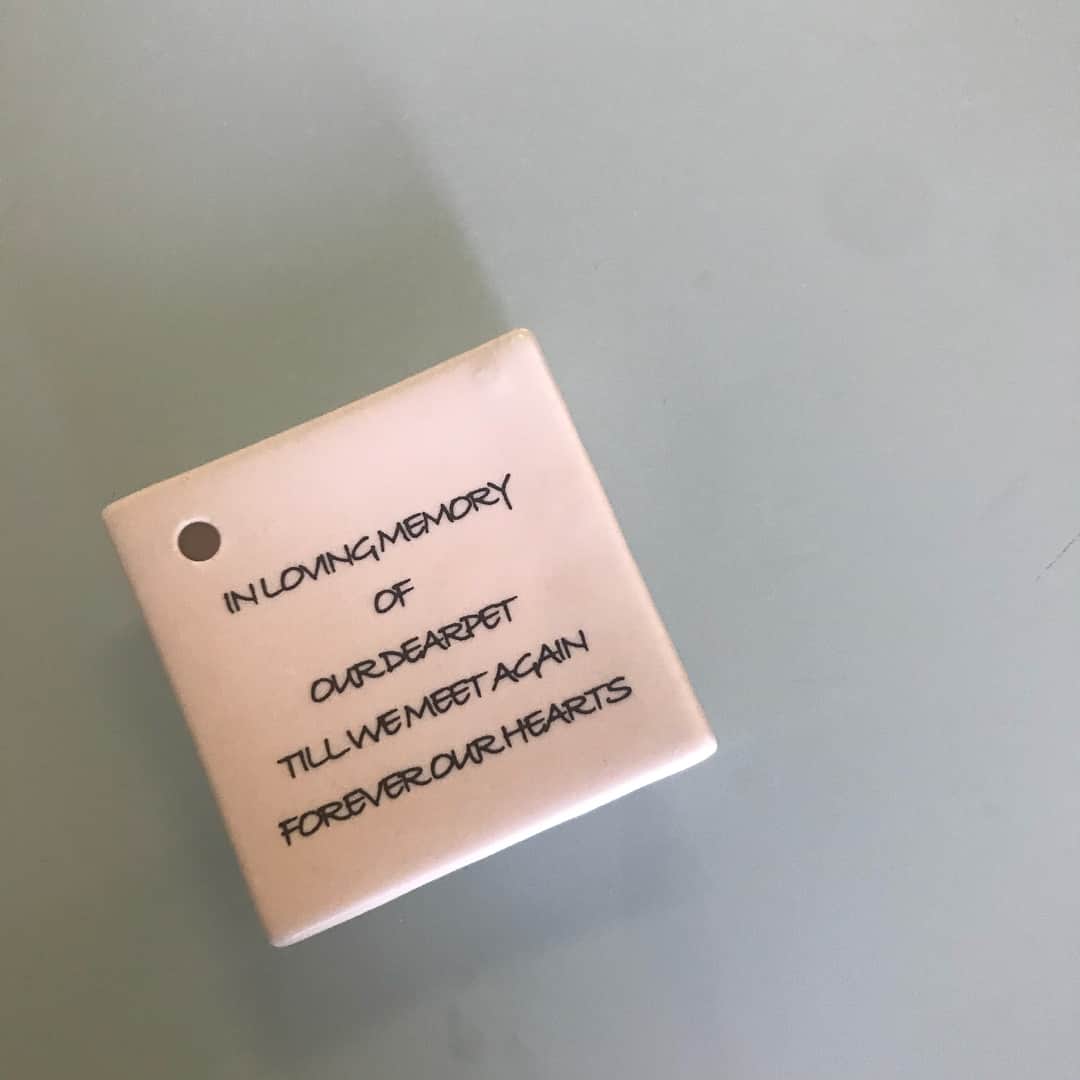 IN LOVING MEMORY
OF
OUR DEAR PET
TILL WE MEET AGAIN
FOREVER OUR HEARTS